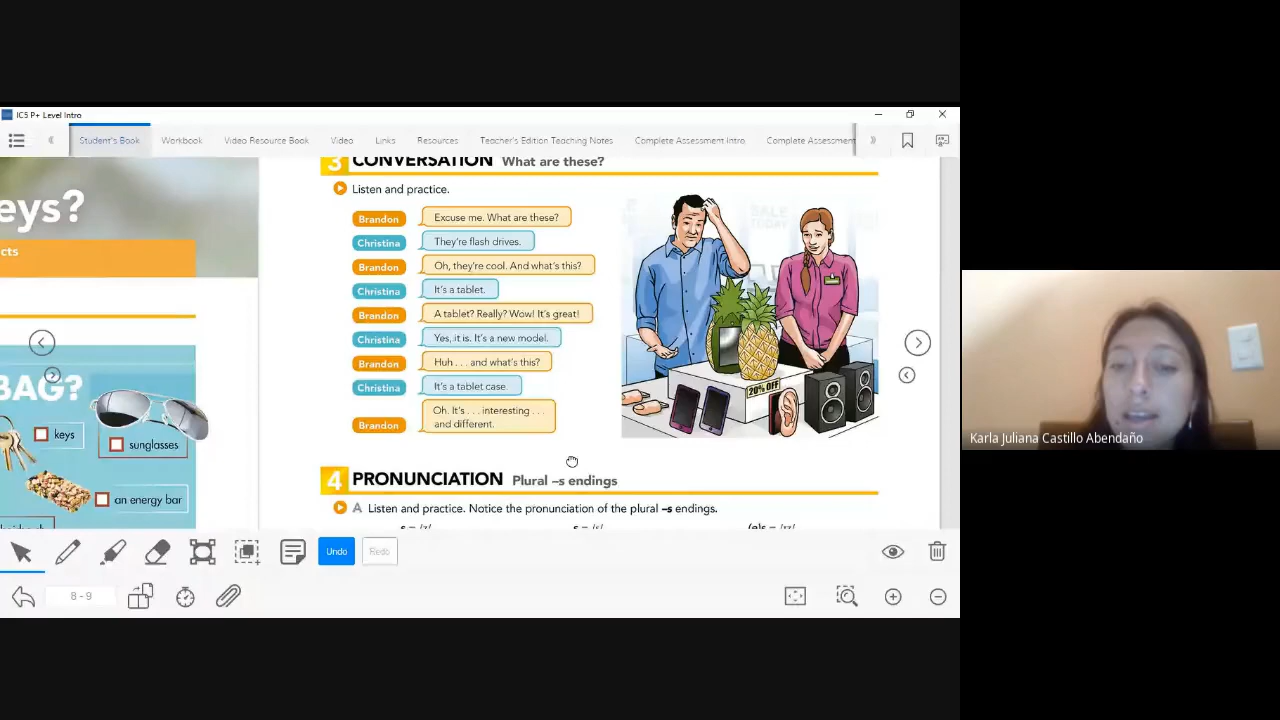 IC5 P+ Level Intro
Student's Book
Workbook
Video Resource Book
Video
Links
Resources
Teacher's Edition Teaching Notes
Complete Assessment Intro
Complete Assessment
eys?
cts
BAG?
keys
sunglasses
an energy bar
3 CONVERSATION What are these?
Listen and practice.
Brandon Excuse me. What are these?
Christina They're flash drives.
Brandon Oh, they're cool. And what's this?
Christina It's a tablet.
Brandon A tablet? Really? Wow! It's great!
Christina Yes, it is. It's a new model.
Brandon Huh . . . and what's this?
Christina It's a tablet case.
Brandon Oh. It's . . . interesting . . .
and different.
SALE
TODAY
20% OFF
4 PRONUNCIATION Plural –s endings
A Listen and practice. Notice the pronunciation of the plural –s endings.
s = /z/ s = /s/ (e)s = /ɪz/
Undo
Redo
8 - 9
Karla Juliana Castillo Abendaño